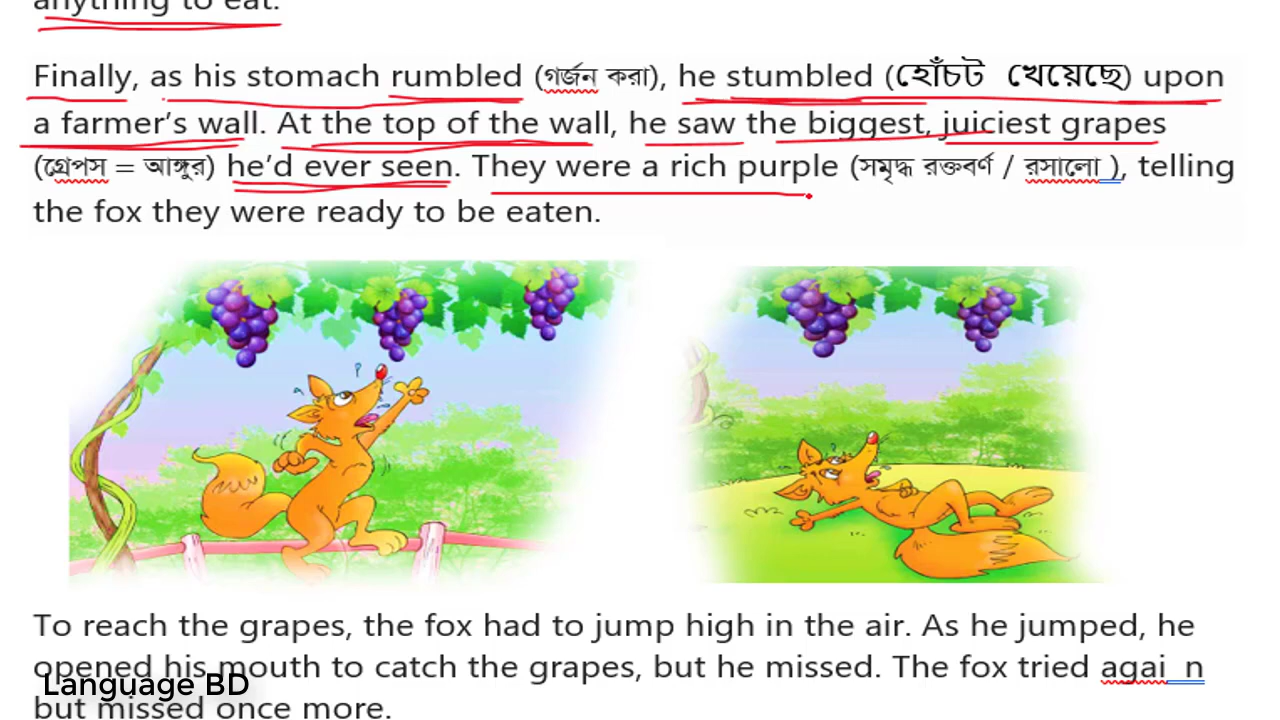 anything to eat.
Finally, as his stomach rumbled (গর্জন করা), he stumbled (হোঁচট খেয়েছে) upon
a farmer's wall. At the top of the wall, he saw the biggest, juiciest grapes
(গ্রেপস = আঙ্গুর) he'd ever seen. They were a rich purple (সমৃদ্ধ রক্তবর্ণ / রসালো ), telling
the fox they were ready to be eaten.
To reach the grapes, the fox had to jump high in the air. As he jumped, he
opened his mouth to catch the grapes, but he missed. The fox tried agai n
Language BD
but missed once more.